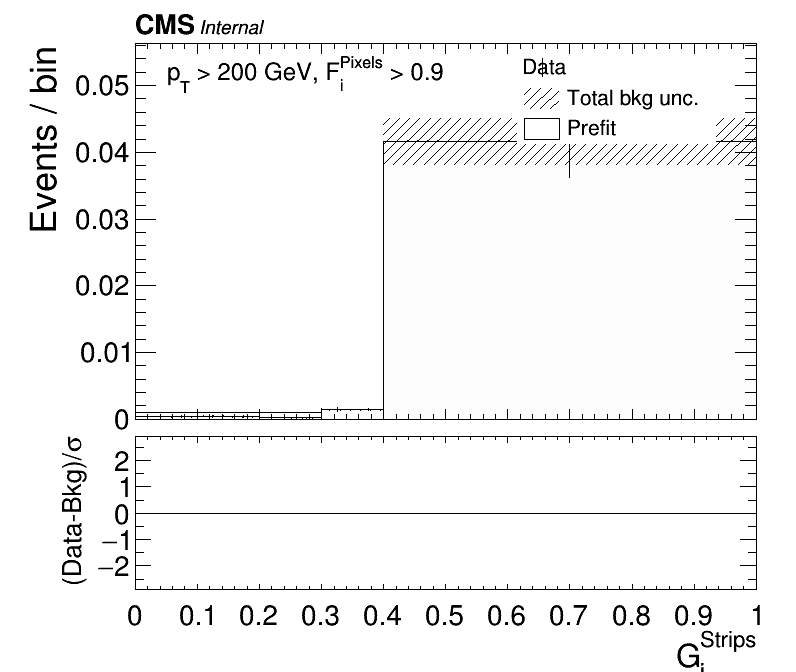 CMS Internal
p_T > 200 GeV, F_i^Pixels > 0.9
Data
Total bkg unc.
Prefit
Events / bin
0.05
0.04
0.03
0.02
0.01
0
(Data-Bkg)/σ
2
1
0
−1
−2
0 0.1 0.2 0.3 0.4 0.5 0.6 0.7 0.8 0.9 1
G_i^Strips